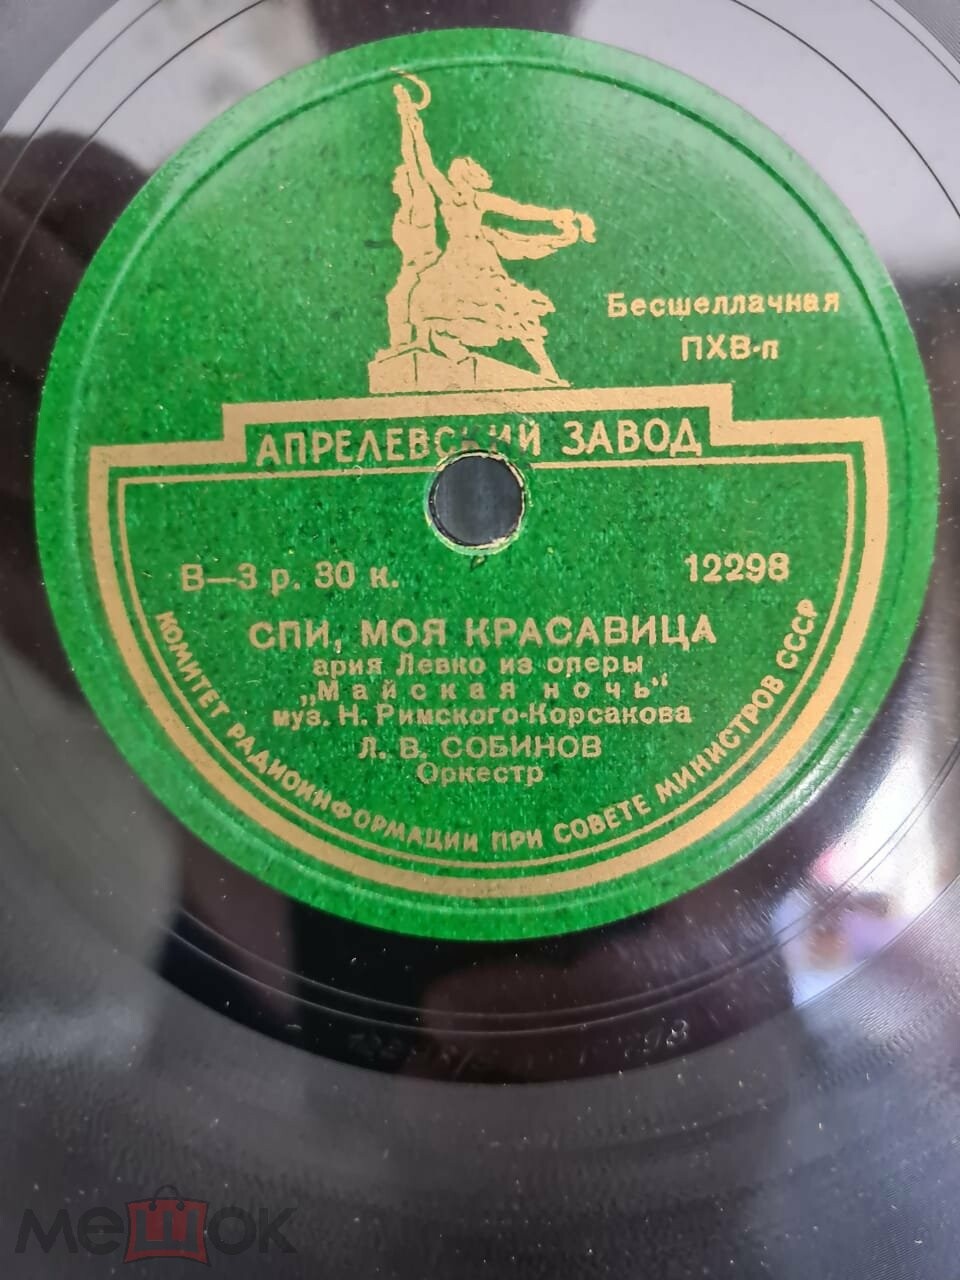 Бесшеллачная
ПХВ-п
АПРЕЛЕВСКИЙ ЗАВОД
В—3 р. 30 к.
12298
СПИ, МОЯ КРАСАВИЦА
ария Левко из оперы
„Майская ночь“
муз. Н. Римского-Корсакова
Л. В. СОБИНОВ
Оркестр
КОМИТЕТ РАДИОИНФОРМАЦИИ ПРИ СОВЕТЕ МИНИСТРОВ СССР
мешок